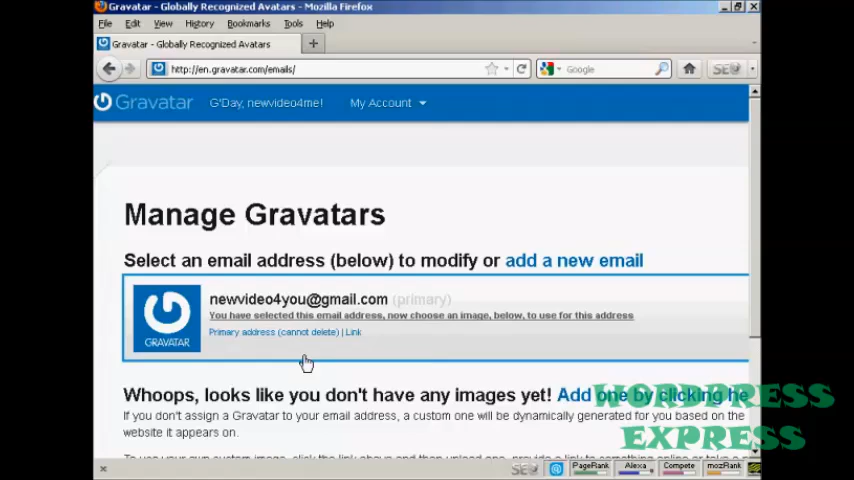 Gravatar - Globally Recognized Avatars - Mozilla Firefox
File Edit View History Bookmarks Tools Help
Gravatar - Globally Recognized Avatars
http://en.gravatar.com/emails/
Google
SEO
Gravatar G'Day, newvideo4me! My Account
Manage Gravatars
Select an email address (below) to modify or add a new email
newvideo4you@gmail.com (primary)
You have selected this email address, now choose an image, below, to use for this address
Primary address (cannot delete) | Link
GRAVATAR
Whoops, looks like you don't have any images yet! Add one by clicking he
If you don't assign a Gravatar to your email address, a custom one will be dynamically generated for you based on the
website it appears on.
WORDPRESS
EXPRESS
SEO PageRank Alexa Compete mozRank